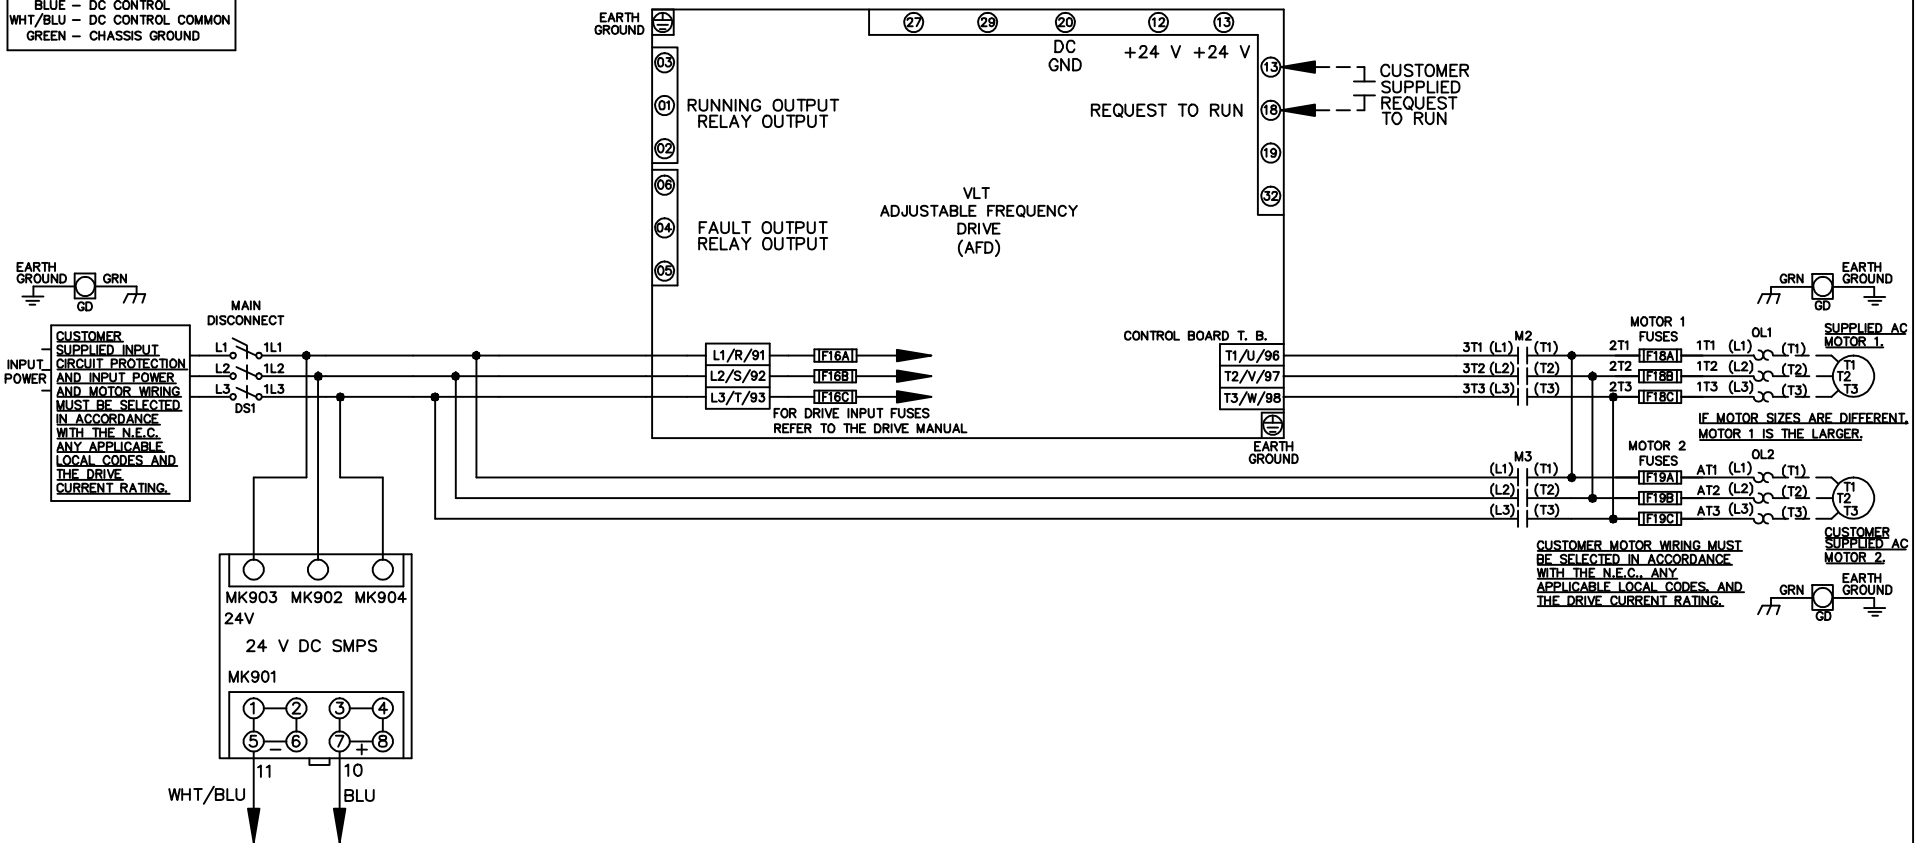 BLUE - DC CONTROL
WHT/BLU - DC CONTROL COMMON
GREEN - CHASSIS GROUND
EARTH
GROUND
27 29 20 12 13
DC
GND
+24 V +24 V
03
01
02
RUNNING OUTPUT
RELAY OUTPUT
06
04
05
FAULT OUTPUT
RELAY OUTPUT
REQUEST TO RUN
13
18
19
32
CUSTOMER
SUPPLIED
REQUEST
TO RUN
VLT
ADJUSTABLE FREQUENCY
DRIVE
(AFD)
EARTH
GROUND
GRN
GD
MAIN
DISCONNECT
INPUT
POWER
CUSTOMER
SUPPLIED INPUT
CIRCUIT PROTECTION
AND INPUT POWER
AND MOTOR WIRING
MUST BE SELECTED
IN ACCORDANCE
WITH THE N.E.C.
ANY APPLICABLE
LOCAL CODES AND
THE DRIVE
CURRENT RATING.
L1 1L1
L2 1L2
L3 1L3
DS1
L1/R/91 F16A
L2/S/92 F16B
L3/T/93 F16C
FOR DRIVE INPUT FUSES
REFER TO THE DRIVE MANUAL
CONTROL BOARD T. B.
T1/U/96
T2/V/97
T3/W/98
EARTH
GROUND
M2
3T1 (L1) (T1)
3T2 (L2) (T2)
3T3 (L3) (T3)
MOTOR 1
FUSES
2T1 F18A 1T1 (L1) (T1)
2T2 F18B 1T2 (L2) (T2)
2T3 F18C 1T3 (L3) (T3)
OL1
GRN
GD
EARTH
GROUND
SUPPLIED AC
MOTOR 1.
T1
T2
T3
IF MOTOR SIZES ARE DIFFERENT,
MOTOR 1 IS THE LARGER.
M3
(L1) (T1)
(L2) (T2)
(L3) (T3)
MOTOR 2
FUSES
OL2
F19A AT1 (L1) (T1)
F19B AT2 (L2) (T2)
F19C AT3 (L3) (T3)
T1
T2
T3
CUSTOMER
SUPPLIED AC
MOTOR 2.
CUSTOMER MOTOR WIRING MUST
BE SELECTED IN ACCORDANCE
WITH THE N.E.C., ANY
APPLICABLE LOCAL CODES, AND
THE DRIVE CURRENT RATING.
GRN
GD
EARTH
GROUND
MK903 MK902 MK904
24V
24 V DC SMPS
MK901
1 2 3 4
5 - 6 7 + 8
11 10
WHT/BLU BLU